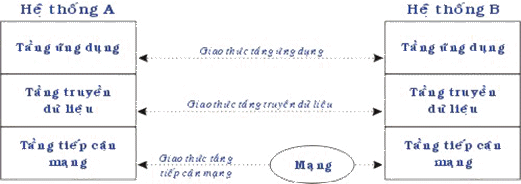 Hệ thống A
Hệ thống B
Tầng ứng dụng
Giao thức tầng ứng dụng
Tầng ứng dụng
Tầng truyền
dữ liệu
Giao thức tầng truyền dữ liệu
Tầng truyền
dữ liệu
Tầng tiếp cận
mạng
Giao thức tầng
tiếp cận mạng
Mạng
Tầng tiếp cận
mạng